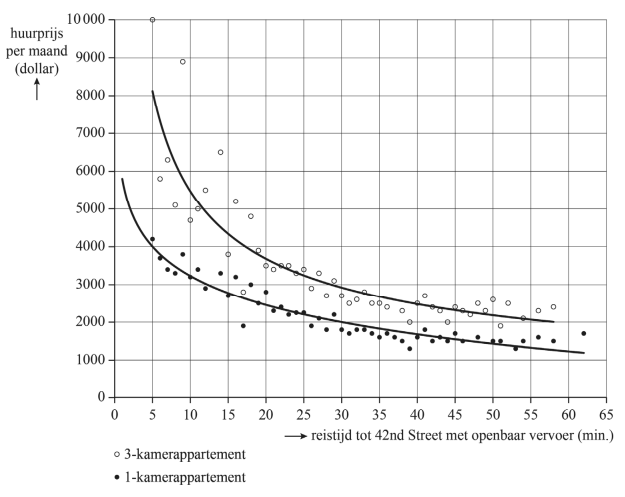 huurprijs
per maand
(dollar)
10 000
9000
8000
7000
6000
5000
4000
3000
2000
1000
0
0 5 10 15 20 25 30 35 40 45 50 55 60 65
reistijd tot 42nd Street met openbaar vervoer (min.)
3-kamerappartement
1-kamerappartement